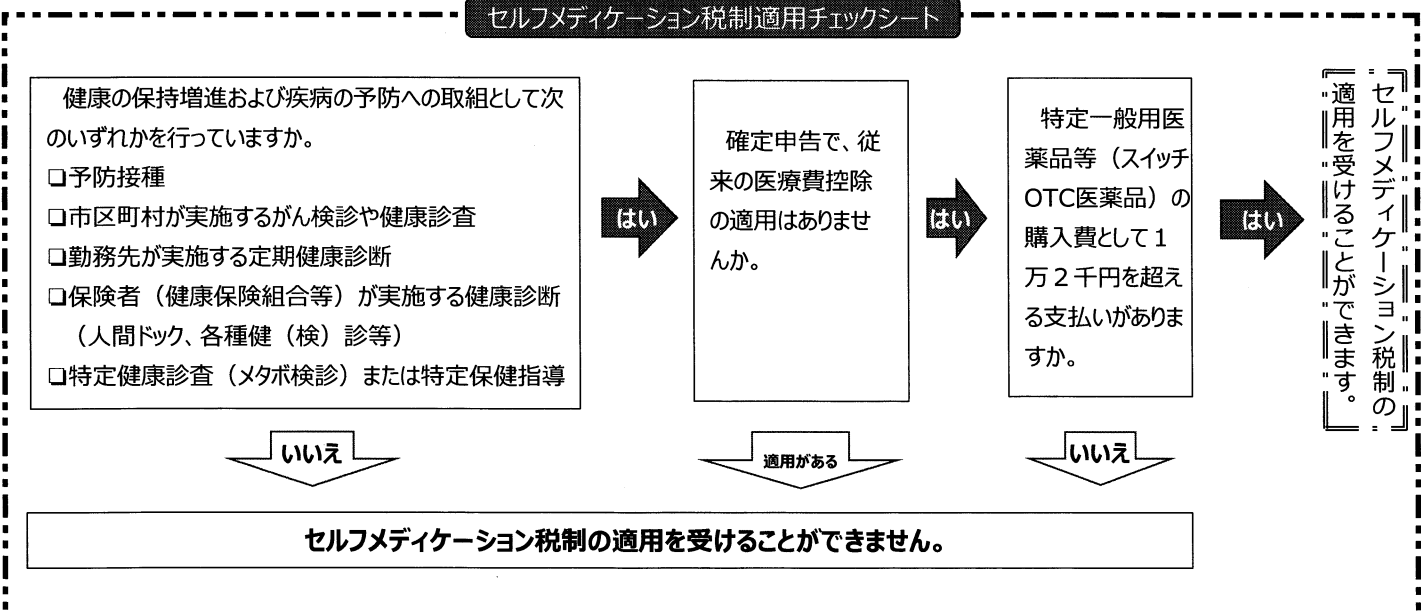 セルフメディケーション税制適用チェックシート
健康の保持増進および疾病の予防への取組として次
のいずれかを行っていますか。
❏予防接種
❏市区町村が実施するがん検診や健康診査
❏勤務先が実施する定期健康診断
❏保険者（健康保険組合等）が実施する健康診断
（人間ドック、各種健（検）診等）
❏特定健康診査（メタボ検診）または特定保健指導
はい
確定申告で、従
来の医療費控除
の適用はありませ
んか。
はい
特定一般用医
薬品等（スイッチ
OTC医薬品）の
購入費として１
万２千円を超え
る支払いがありま
すか。
はい
セルフメディケーション税制の
適用を受けることができます。
いいえ
適用がある
いいえ
セルフメディケーション税制の適用を受けることができません。